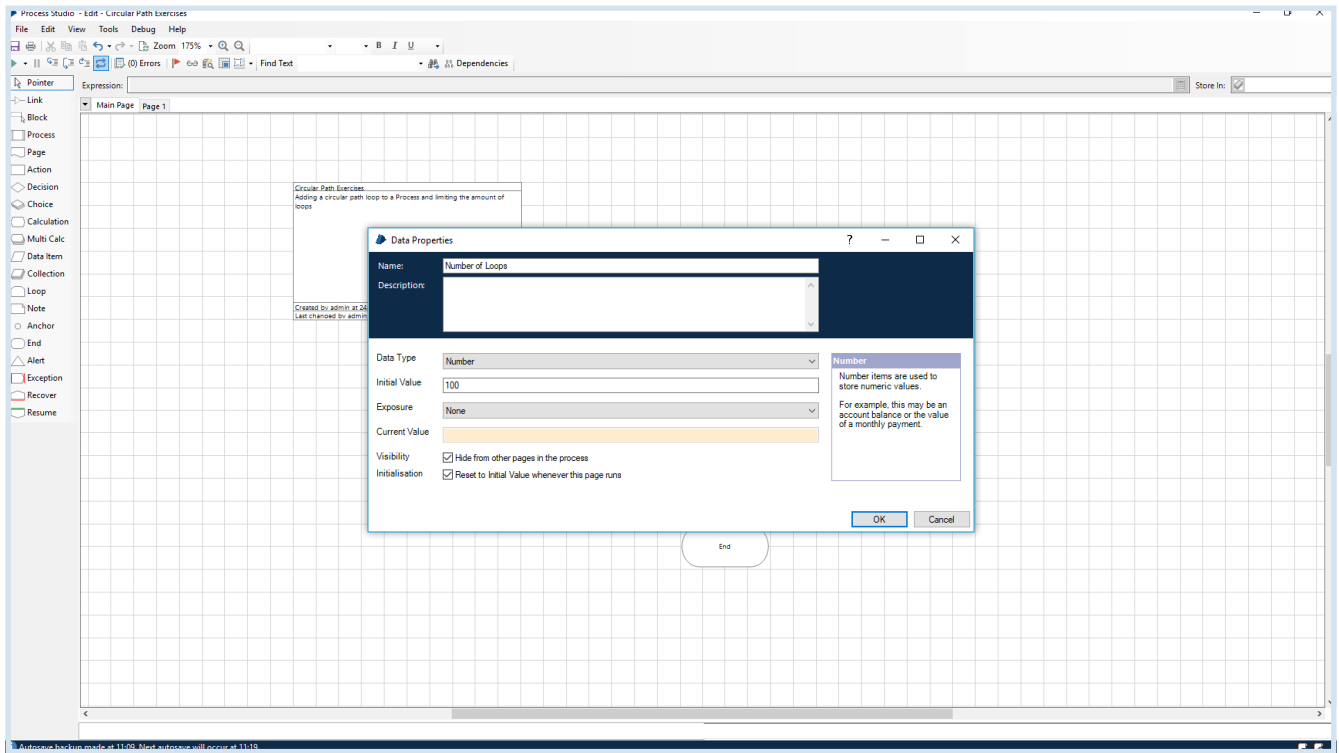 Process Studio - Edit - Circular Path Exercises
File Edit View Tools Debug Help
Zoom 175% B I U
(0) Errors Find Text Dependencies
Pointer
Expression:
Store In:
Link
Main Page Page 1
Block
Process
Page
Action
Decision
Choice
Calculation
Multi Calc
Data Item
Collection
Loop
Note
Anchor
End
Alert
Exception
Recover
Resume
Circular Path Exercises
Adding a circular path loop to a Process and limiting the amount of
loops
Created by admin at 24
Last changed by admin
Data Properties
?
Name: Number of Loops
Description:
Data Type Number
Initial Value 100
Exposure None
Current Value
Visibility Hide from other pages in the process
Initialisation Reset to Initial Value whenever this page runs
Number
Number items are used to
store numeric values.
For example, this may be an
account balance or the value
of a monthly payment.
OK Cancel
End
Autosave backup made at 11:09. Next autosave will occur at 11:19